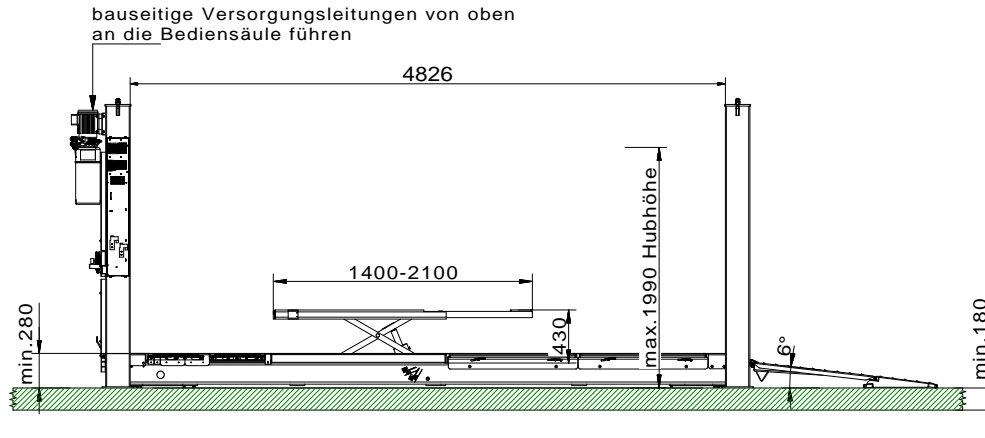 bauseitige Versorgungsleitungen von oben
an die Bediensäule führen
4826
max.1990 Hubhöhe
1400-2100
430
min.280
6°
min.180